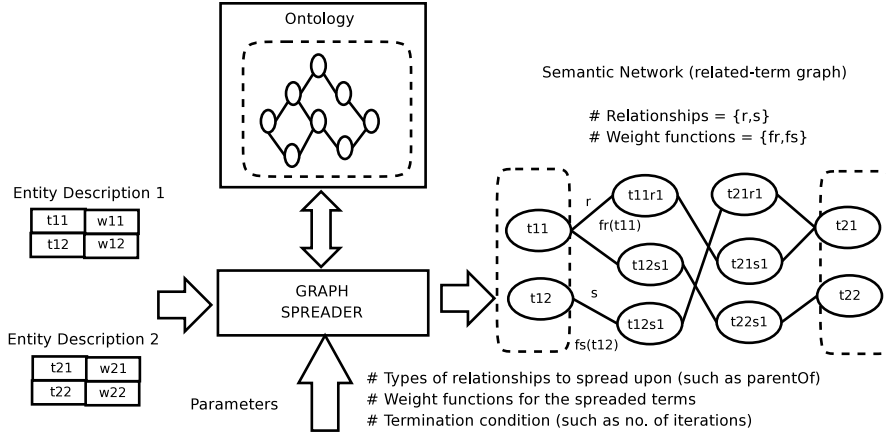 Ontology
Semantic Network (related-term graph)
# Relationships = {r,s}
# Weight functions = {fr,fs}
Entity Description 1
t11 w11
t12 w12
GRAPH
SPREADER
r
t11r1
t21r1
t11
fr(t11)
t21
t12s1
t21s1
t12
s
t12s1
t22s1
t22
fs(t12)
Entity Description 2
t21 w21
t22 w22
Parameters
# Types of relationships to spread upon (such as parentOf)
# Weight functions for the spreaded terms
# Termination condition (such as no. of iterations)